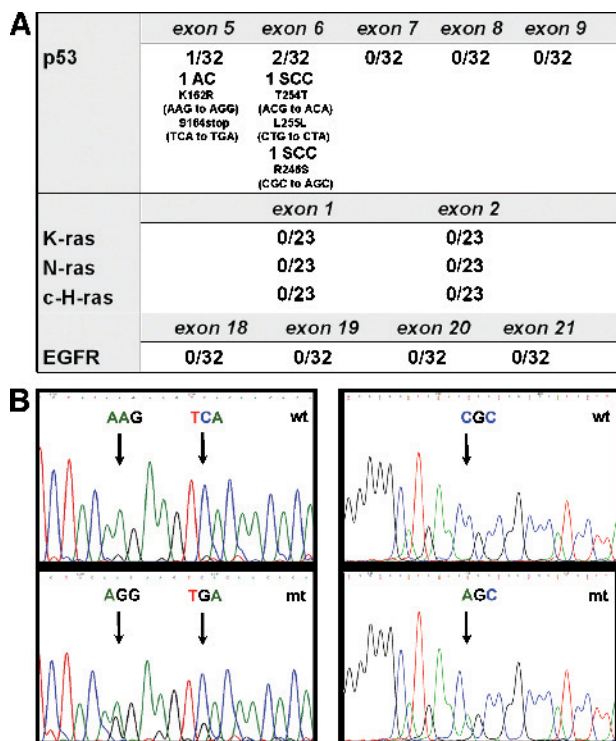 A
exon 5 exon 6 exon 7 exon 8 exon 9
p53 1/32 2/32 0/32 0/32 0/32
1 AC 1 SCC
K162R T254T
(AAG to AGG) (ACG to ACA)
S164stop L255L
(TCA to TGA) (CTG to CTA)
1 SCC
R246S
(CGC to AGC)
exon 1 exon 2
K-ras 0/23 0/23
N-ras 0/23 0/23
c-H-ras 0/23 0/23
exon 18 exon 19 exon 20 exon 21
EGFR 0/32 0/32 0/32 0/32
B
AAG TCA wt CGC wt
AGG TGA mt AGC mt